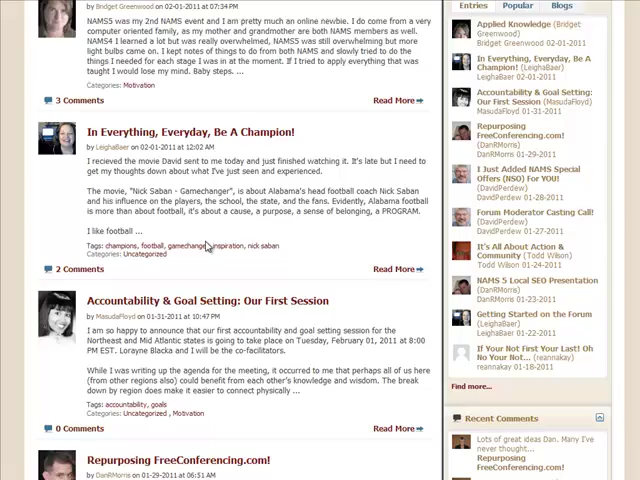 by Bridget Greenwood on 02-01-2011 at 07:34 PM
NAMS5 was my 2nd NAMS event and I am pretty much an online newbie. I do come from a very
computer oriented family, as my mother and grandmother are both NAMS members as well.
NAMS4 I learned a lot but was really overwhelmed, NAMS5 was still overwhelming but more
light bulbs came on. I kept notes of things to do from both NAMS and slowly tried to do the
things I needed for each stage I was in at the moment. If I tried to apply everything that was
taught I would lose my mind. Baby steps. ...
Categories: Motivation
3 Comments
Read More
In Everything, Everyday, Be A Champion!
by LeighaBaer on 02-01-2011 at 12:02 AM
I recieved the movie David sent to me today and just finished watching it. It's late but I need to
get my thoughts down about what I've just seen and experienced.
The movie, "Nick Saban - Gamechanger", is about Alabama's head football coach Nick Saban
and his influence on the players, the school, the state, and the fans. Evidently, Alabama football
is more than about football, it's about a cause, a purpose, a sense of belonging, a PROGRAM.
I like football ...
Tags: champions, football, gamechanger, inspiration, nick saban
Categories: Uncategorized
2 Comments
Read More
Accountability & Goal Setting: Our First Session
by MasudaFloyd on 01-31-2011 at 10:47 PM
I am so happy to announce that our first accountability and goal setting session for the
Northeast and Mid Atlantic states is going to take place on Tuesday, February 01, 2011 at 8:00
PM EST. Lorayne Blacka and I will be the co-facilitators.
While I was writing up the agenda for the meeting, it occurred to me that perhaps all of us here
(from other regions also) could benefit from each other's knowledge and wisdom. The break
down by region does make it easier to connect physically ...
Tags: accountability, goals
Categories: Uncategorized , Motivation
0 Comments
Read More
Repurposing FreeConferencing.com!
by DanRMorris on 01-29-2011 at 06:51 AM
Entries
Popular
Blogs
Applied Knowledge (Bridget
Greenwood)
Bridget Greenwood 02-01-2011
In Everything, Everyday, Be A
Champion! (LeighaBaer)
LeighaBaer 02-01-2011
Accountability & Goal Setting:
Our First Session (MasudaFloyd)
MasudaFloyd 01-31-2011
Repurposing
FreeConferencing.com!
(DanRMorris)
DanRMorris 01-29-2011
I Just Added NAMS Special
Offers (NSO) For YOU!
(DavidPerdew)
DavidPerdew 01-28-2011
Forum Moderator Casting Call!
(DavidPerdew)
DavidPerdew 01-27-2011
It's All About Action &
Community (Todd Wilson)
Todd Wilson 01-24-2011
NAMS 5 Local SEO Presentation
(DanRMorris)
DanRMorris 01-23-2011
Getting Started on the Forum
(LeighaBaer)
LeighaBaer 01-22-2011
If Your Not First Your Last! Oh
No Your Not... (reannakay)
reannakay 01-18-2011
Find more...
Recent Comments
Lots of great ideas Dan. Many I've
never thought...
Repurposing
FreeConferencing.com!